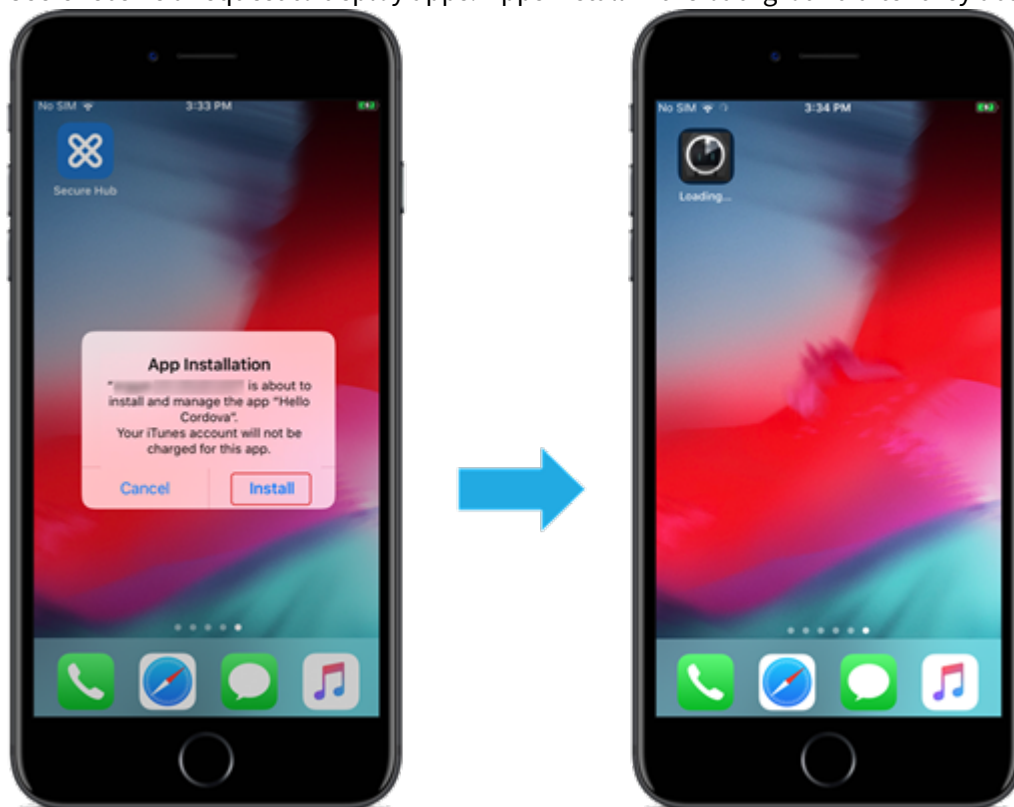 No SIM
3:33 PM
Secure Hub
App Installation
" is about to
install and manage the app "Hello
Cordova".
Your iTunes account will not be
charged for this app.
Cancel
Install
No SIM
3:34 PM
Loading...